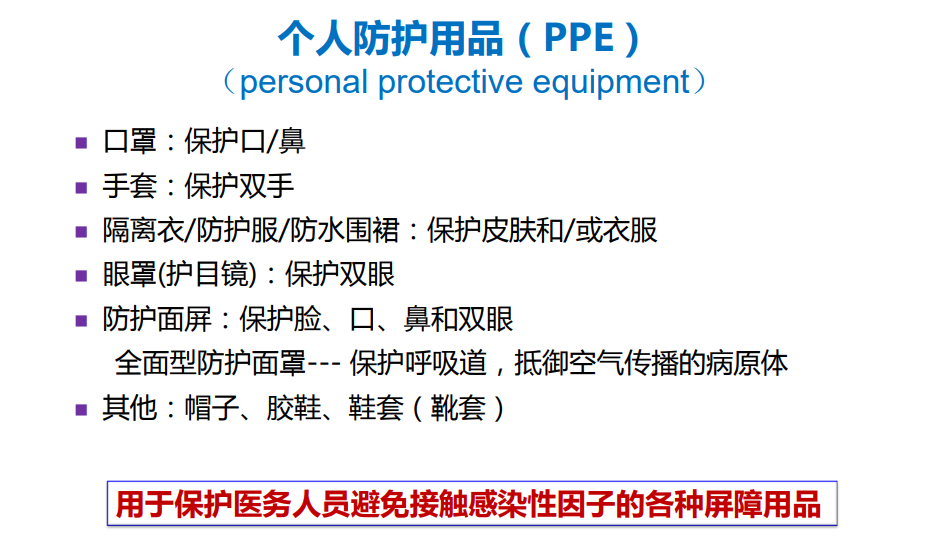 个人防护用品（PPE）
（personal protective equipment）
■ 口罩：保护口/鼻
■ 手套：保护双手
■ 隔离衣/防护服/防水围裙：保护皮肤和/或衣服
■ 眼罩(护目镜)：保护双眼
■ 防护面屏：保护脸、口、鼻和双眼
全面型防护面罩--- 保护呼吸道，抵御空气传播的病原体
■ 其他：帽子、胶鞋、鞋套（靴套）
用于保护医务人员避免接触感染性因子的各种屏障用品